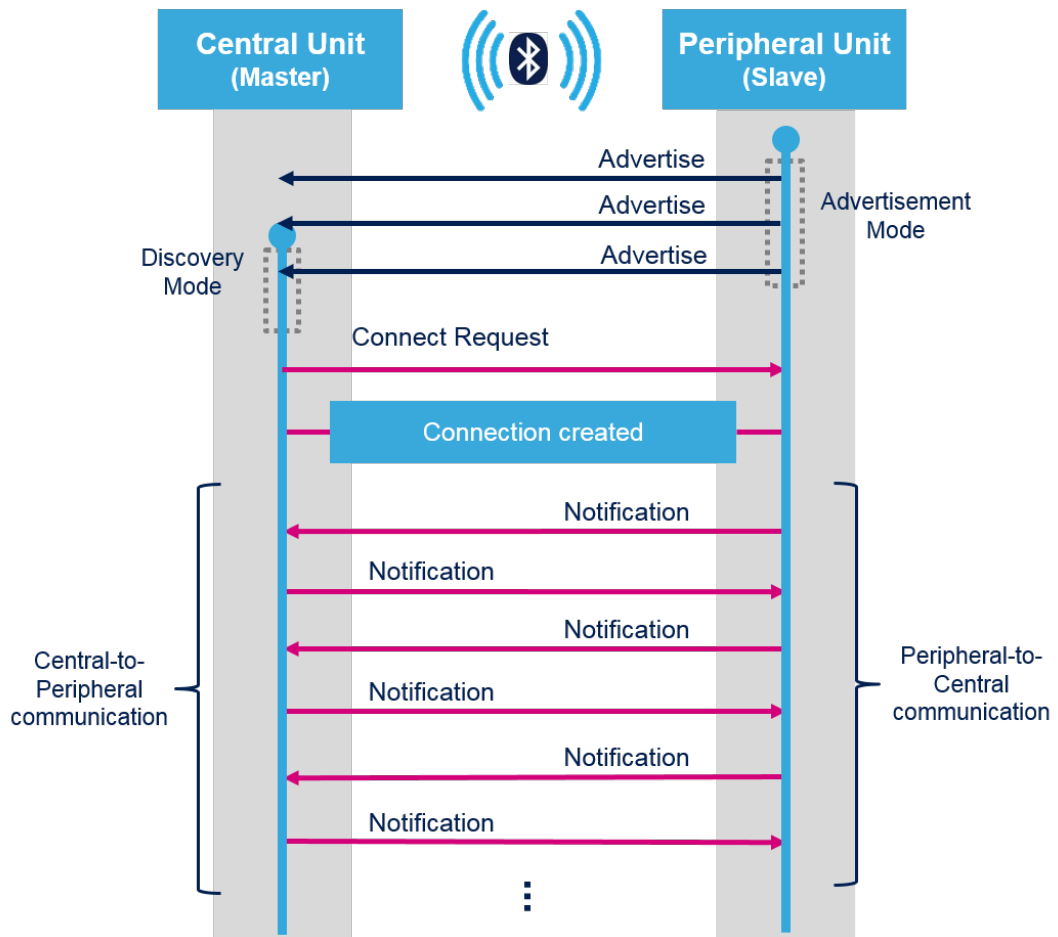 Central Unit
(Master)
Peripheral Unit
(Slave)
Advertise
Advertise
Advertisement
Mode
Advertise
Discovery
Mode
Connect Request
Connection created
Notification
Notification
Notification
Central-to-
Peripheral
communication
Peripheral-to-
Central
communication
Notification
Notification
Notification